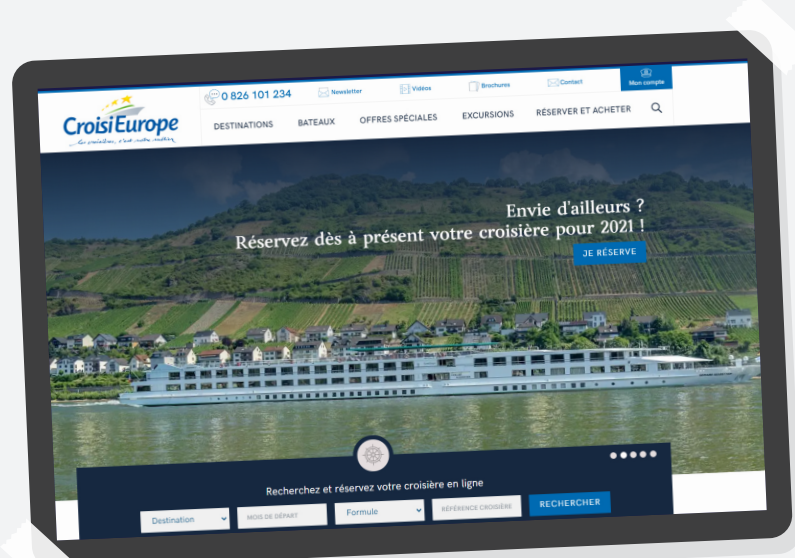 0 826 101 234
Newsletter
Vidéos
Brochures
Contact
Mon compte
CroisiEurope
DESTINATIONS
BATEAUX
OFFRES SPÉCIALES
EXCURSIONS
RÉSERVER ET ACHETER
Envie d'ailleurs ?
Réservez dès à présent votre croisière pour 2021 !
JE RÉSERVE
Recherchez et réservez votre croisière en ligne
Destination
MOIS DE DÉPART
Formule
RÉFÉRENCE CROISIÈRE
RECHERCHER